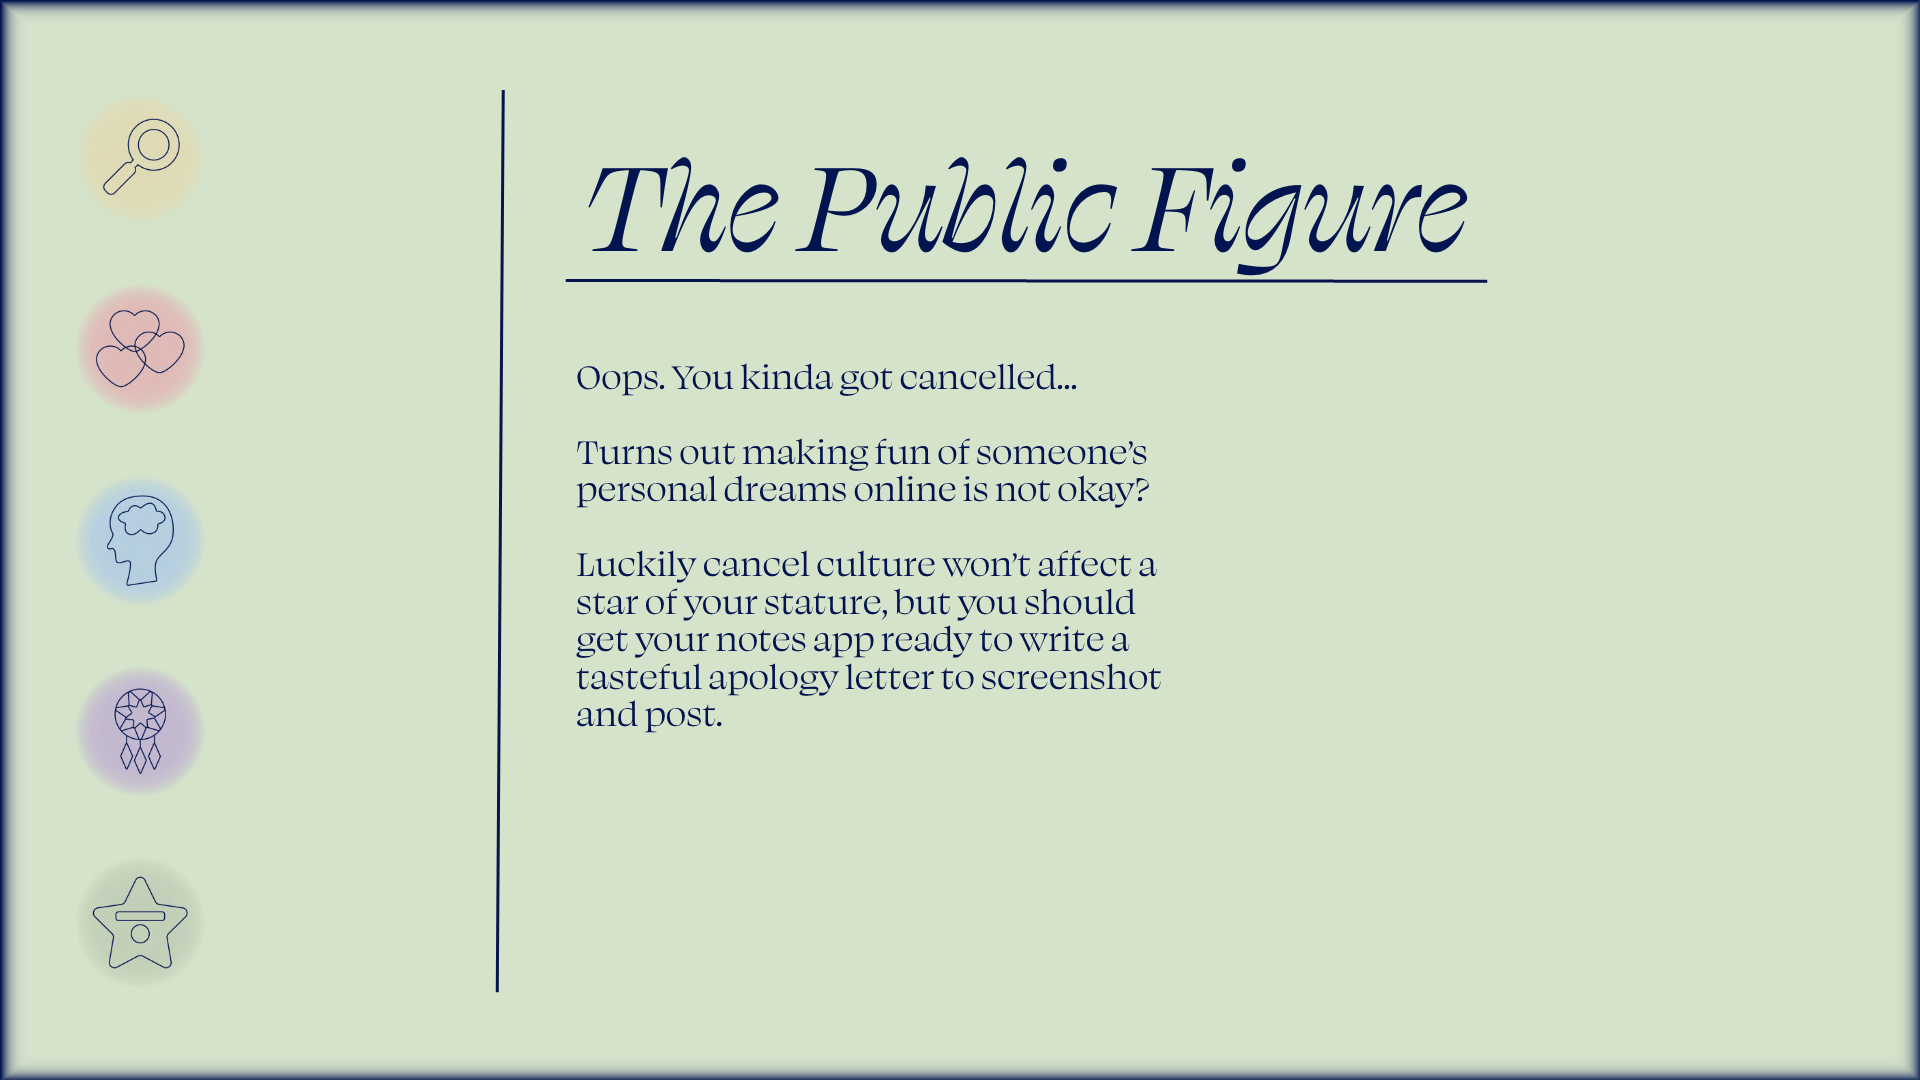 The Public Figure
Oops. You kinda got cancelled...
Turns out making fun of someone’s
personal dreams online is not okay?
Luckily cancel culture won’t affect a
star of your stature, but you should
get your notes app ready to write a
tasteful apology letter to screenshot
and post.